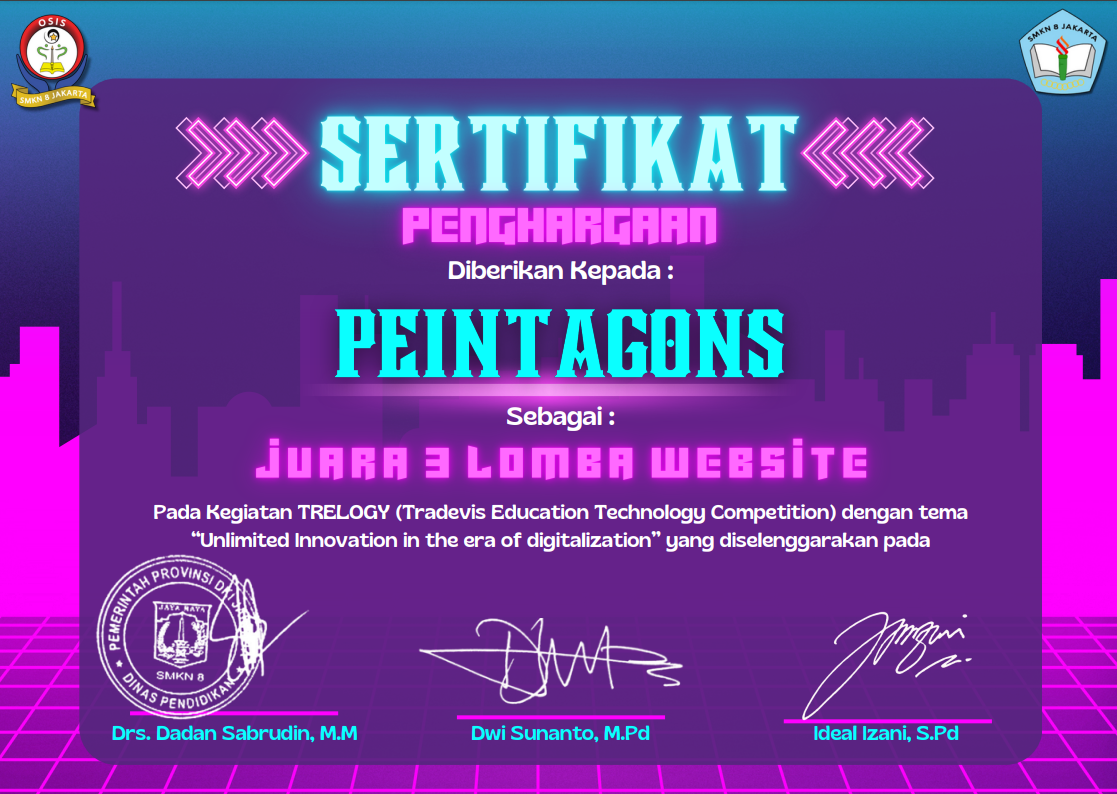 OSIS
SMKN 8 JAKARTA
SMKN 8 JAKARTA
SERTIFIKAT
PENGHARGAAN
Diberikan Kepada :
PEINTAGONS
Sebagai :
JUARA 3 LOMBA WEBSITE
Pada Kegiatan TRELOGY (Tradevis Education Technology Competition) dengan tema
“Unlimited Innovation in the era of digitalization” yang diselenggarakan pada
PEMERINTAH PROVINSI DKI
JAYA RAYA
SMKN 8
DINAS PENDIDIKAN
Drs. Dadan Sabrudin, M.M
Dwi Sunanto, M.Pd
Ideal Izani, S.Pd